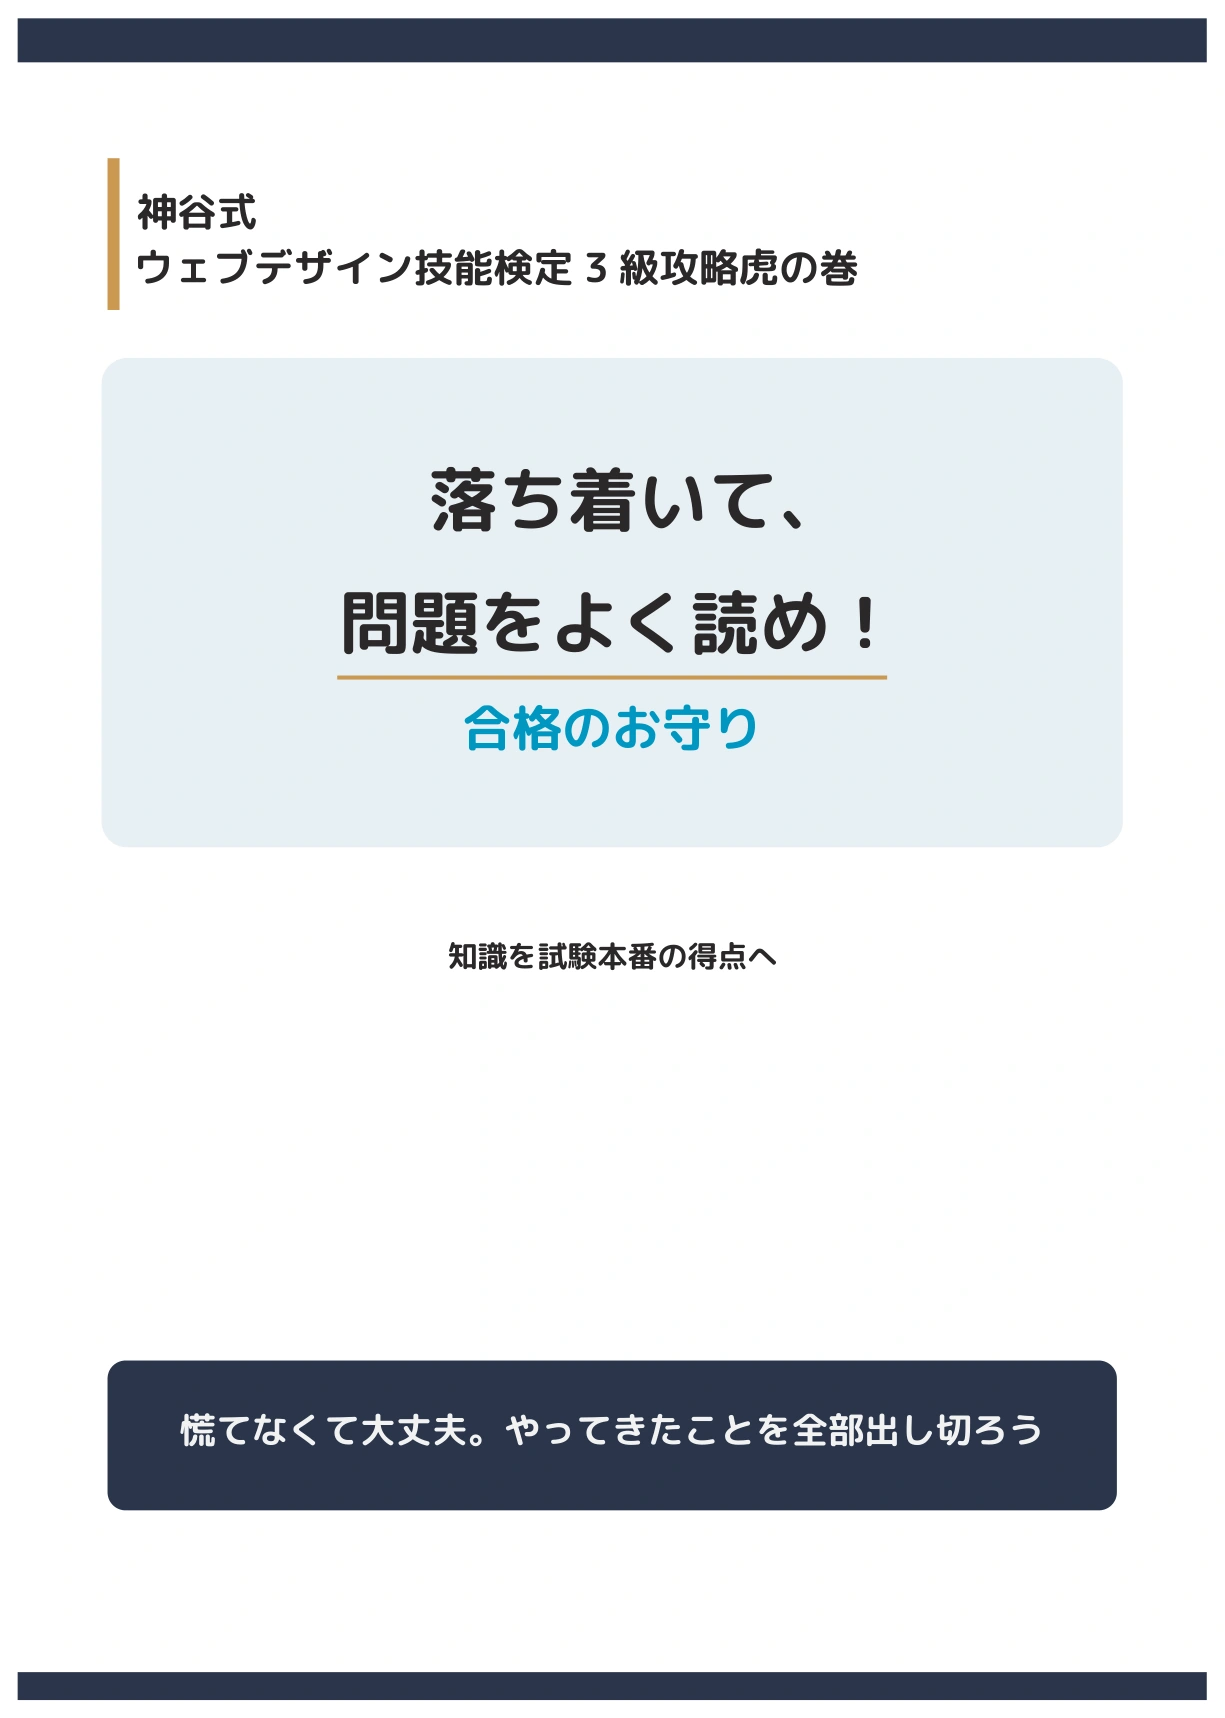 神谷式
ウェブデザイン技能検定 3 級攻略虎の巻
落ち着いて、
問題をよく読め！
合格のお守り
知識を試験本番の得点へ
慌てなくて大丈夫。やってきたことを全部出し切ろう